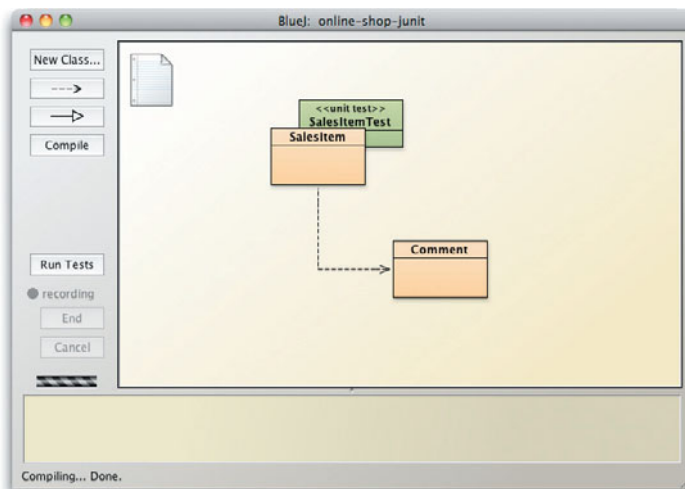 BlueJ: online-shop-junit
New Class...
Compile
<<unit test>>
SalesItemTest
SalesItem
Comment
Run Tests
recording
End
Cancel
Compiling... Done.